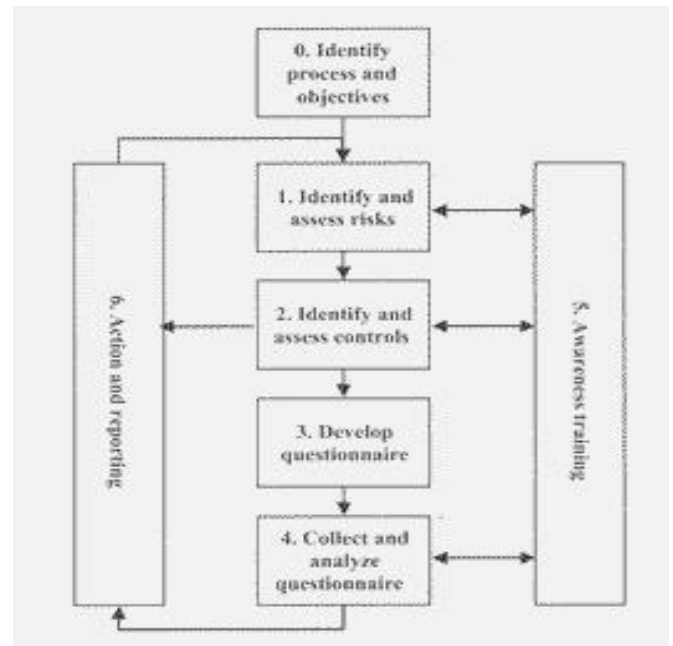 0. Identify
process and
objectives
1. Identify and
assess risks
2. Identify and
assess controls
3. Develop
questionnaire
4. Collect and
analyze
questionnaire
6. Action and reporting
5. Awareness training